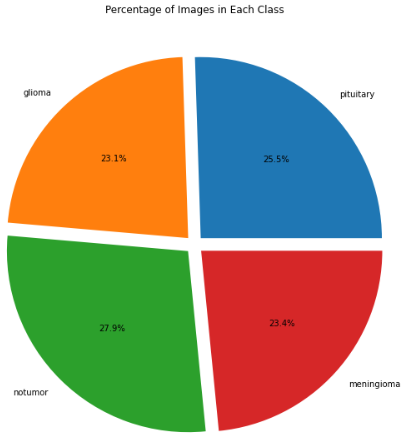 Percentage of Images in Each Class
glioma
pituitary
23.1%
25.5%
27.9%
23.4%
notumor
meningioma